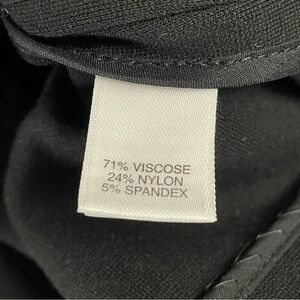 71% VISCOSE
24% NYLON
5% SPANDEX